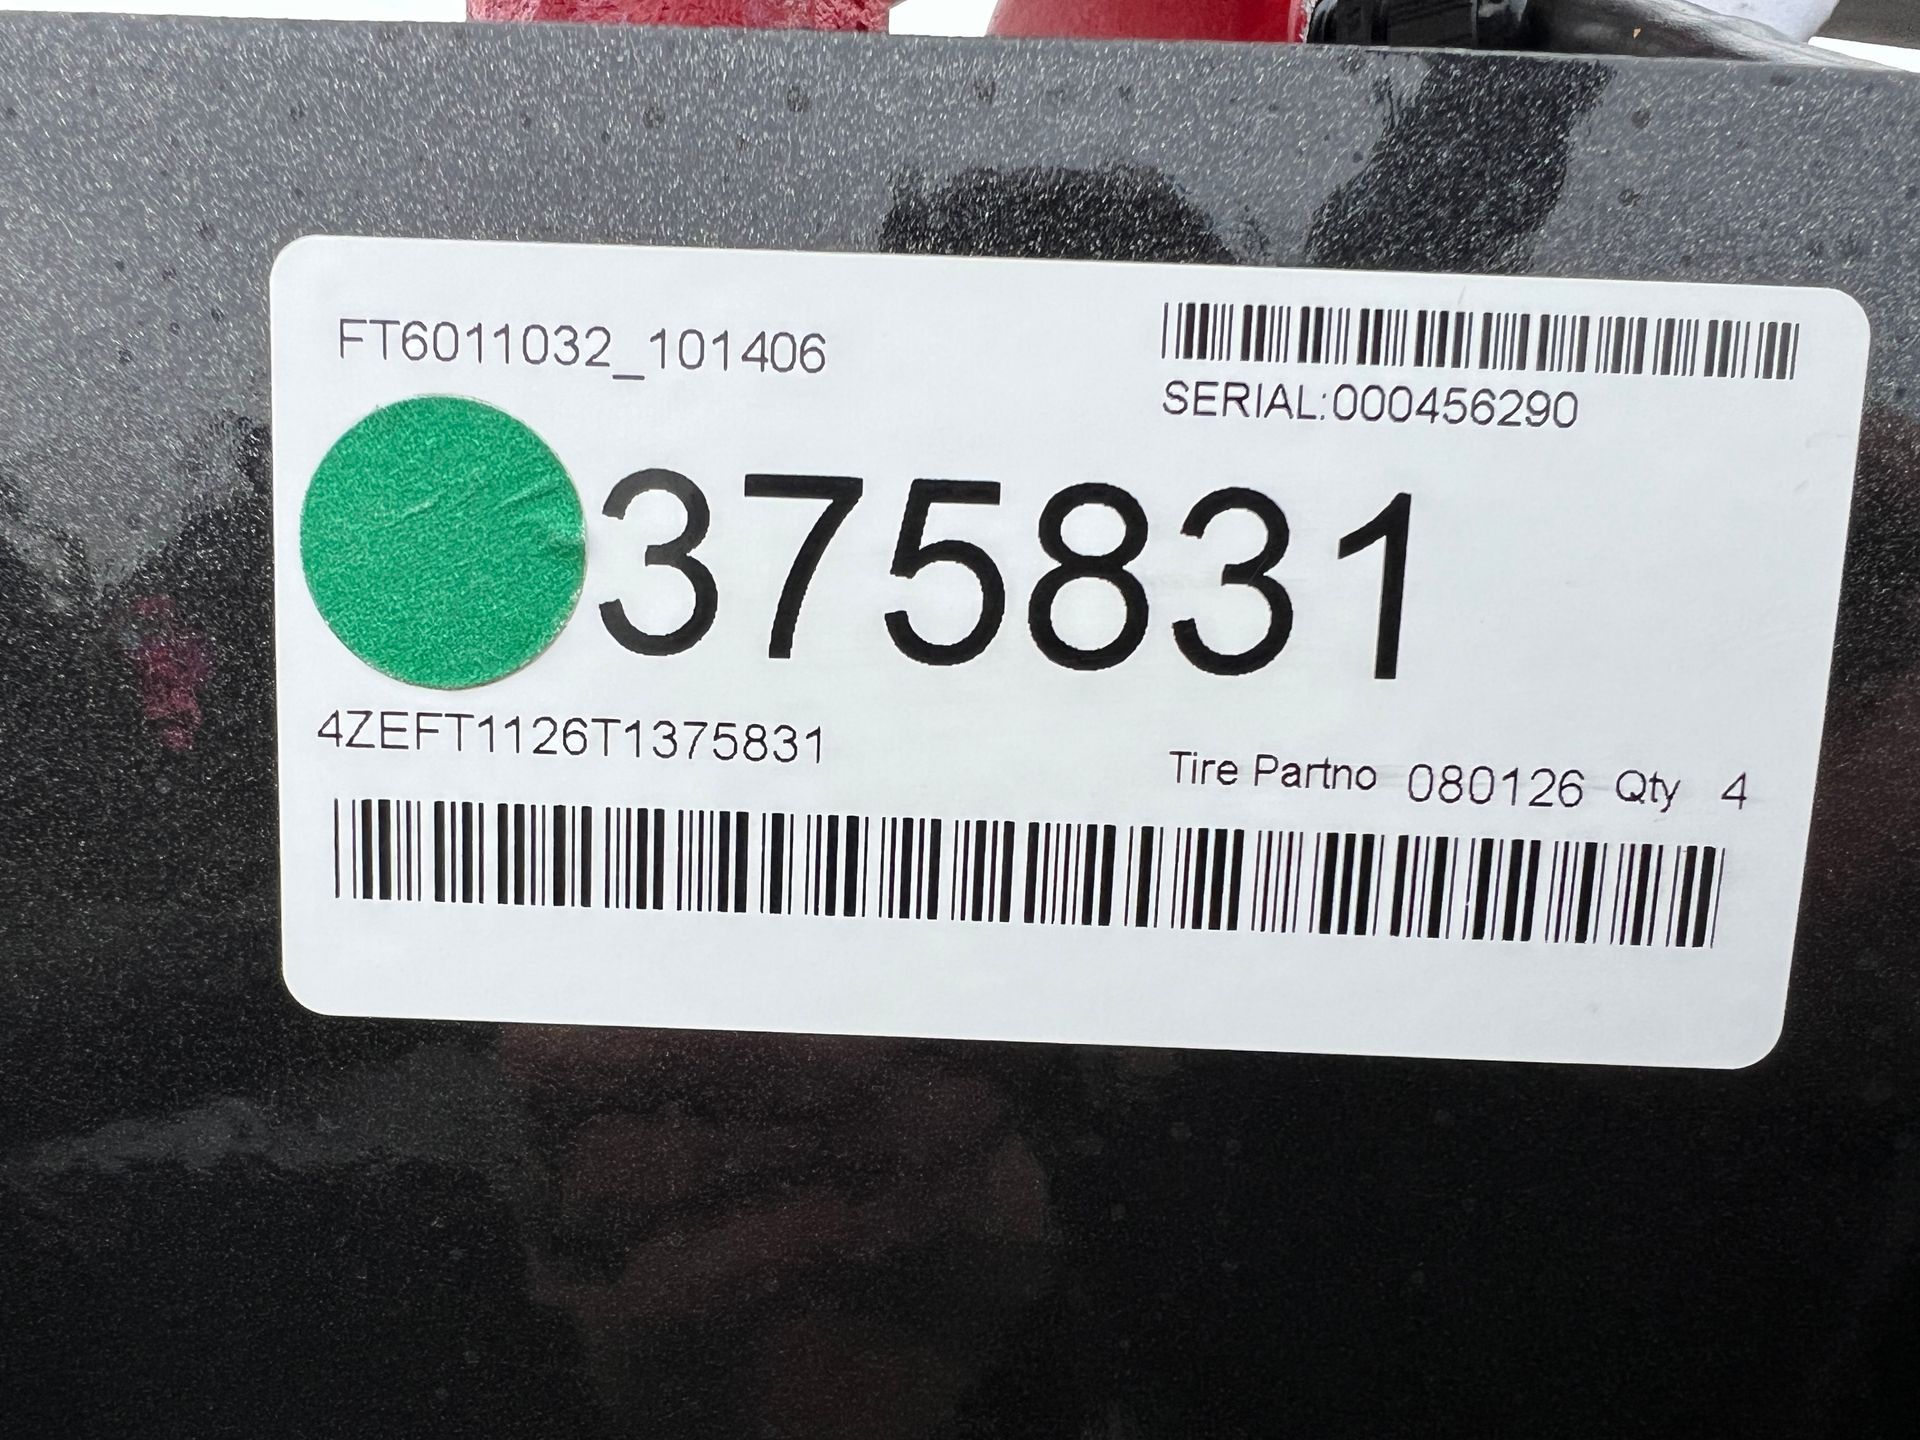 FT6011032_101406
SERIAL:000456290
375831
4ZEFT1126T1375831
Tire Partno 080126 Qty 4